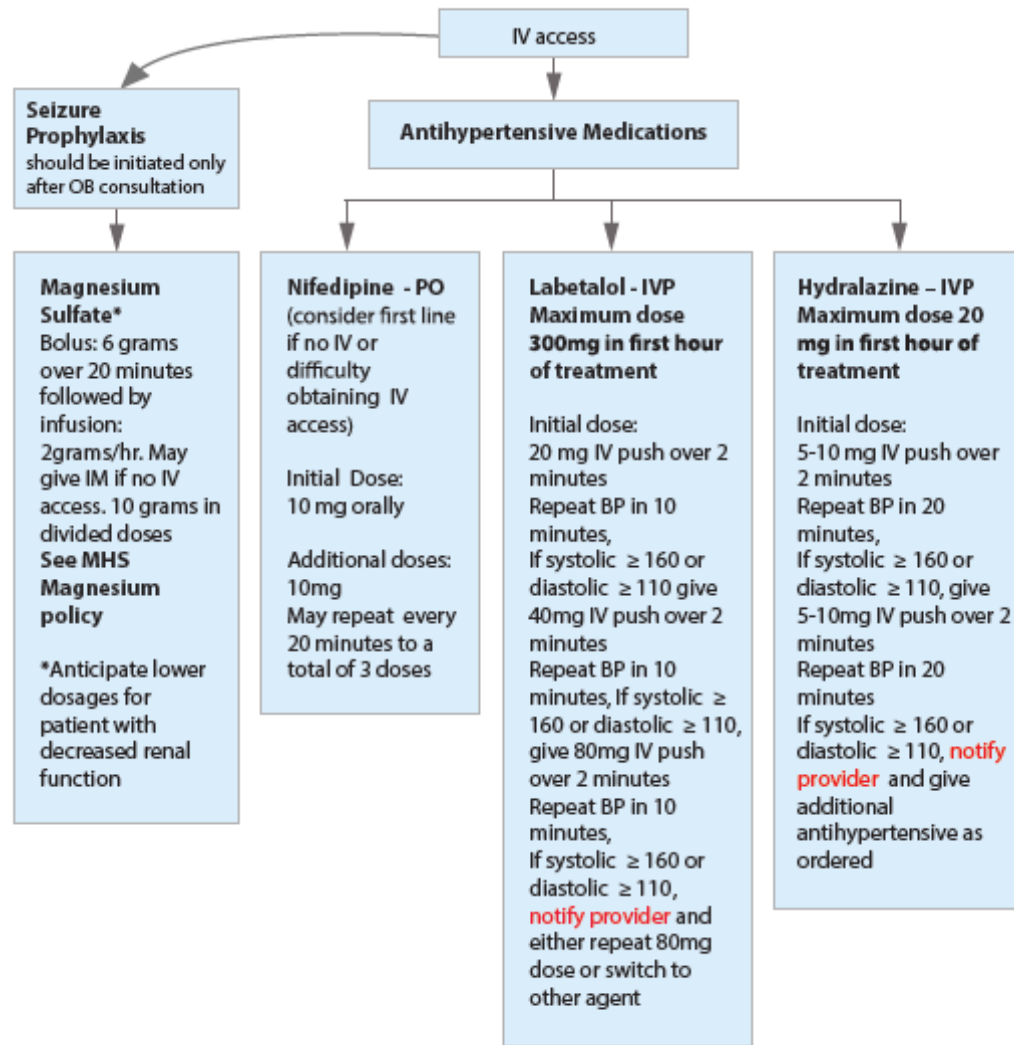 IV access
Seizure
Prophylaxis
should be initiated only
after OB consultation
Antihypertensive Medications
Magnesium
Sulfate*
Bolus: 6 grams
over 20 minutes
followed by
infusion:
2grams/hr. May
give IM if no IV
access. 10 grams in
divided doses
See MHS
Magnesium
policy
*Anticipate lower
dosages for
patient with
decreased renal
function
Nifedipine - PO
(consider first line
if no IV or
difficulty
obtaining IV
access)
Initial Dose:
10 mg orally
Additional doses:
10mg
May repeat every
20 minutes to a
total of 3 doses
Labetalol - IVP
Maximum dose
300mg in first hour
of treatment
Initial dose:
20 mg IV push over 2
minutes
Repeat BP in 10
minutes,
If systolic ≥ 160 or
diastolic ≥ 110 give
40mg IV push over 2
minutes
Repeat BP in 10
minutes, If systolic ≥
160 or diastolic ≥ 110,
give 80mg IV push
over 2 minutes
Repeat BP in 10
minutes,
If systolic ≥ 160 or
diastolic ≥ 110,
notify provider and
either repeat 80mg
dose or switch to
other agent
Hydralazine – IVP
Maximum dose 20
mg in first hour of
treatment
Initial dose:
5-10 mg IV push over
2 minutes
Repeat BP in 20
minutes,
If systolic ≥ 160 or
diastolic ≥ 110, give
5-10mg IV push over 2
minutes
Repeat BP in 20
minutes
If systolic ≥ 160 or
diastolic ≥ 110, notify
provider and give
additional
antihypertensive as
ordered